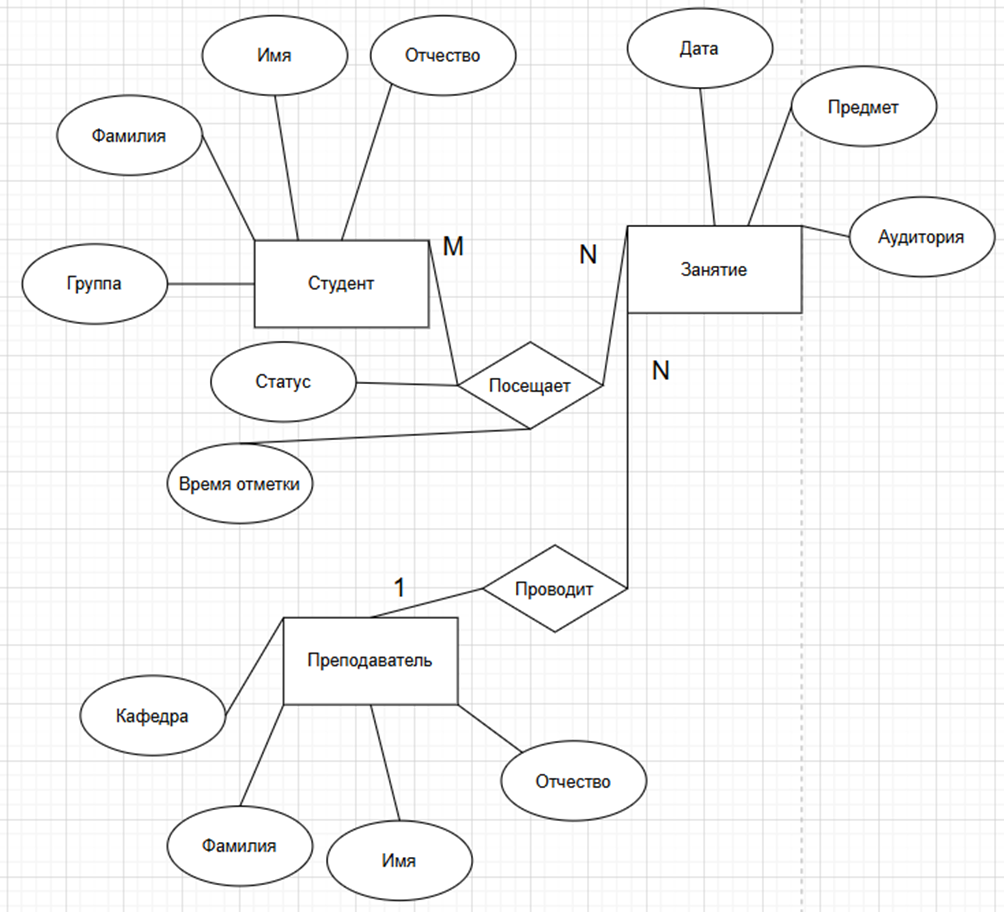 Имя
Отчество
Дата
Фамилия
Предмет
Группа
Студент
M
N
Занятие
Аудитория
Статус
Посещает
N
Время отметки
1
Проводит
Преподаватель
Кафедра
Отчество
Фамилия
Имя